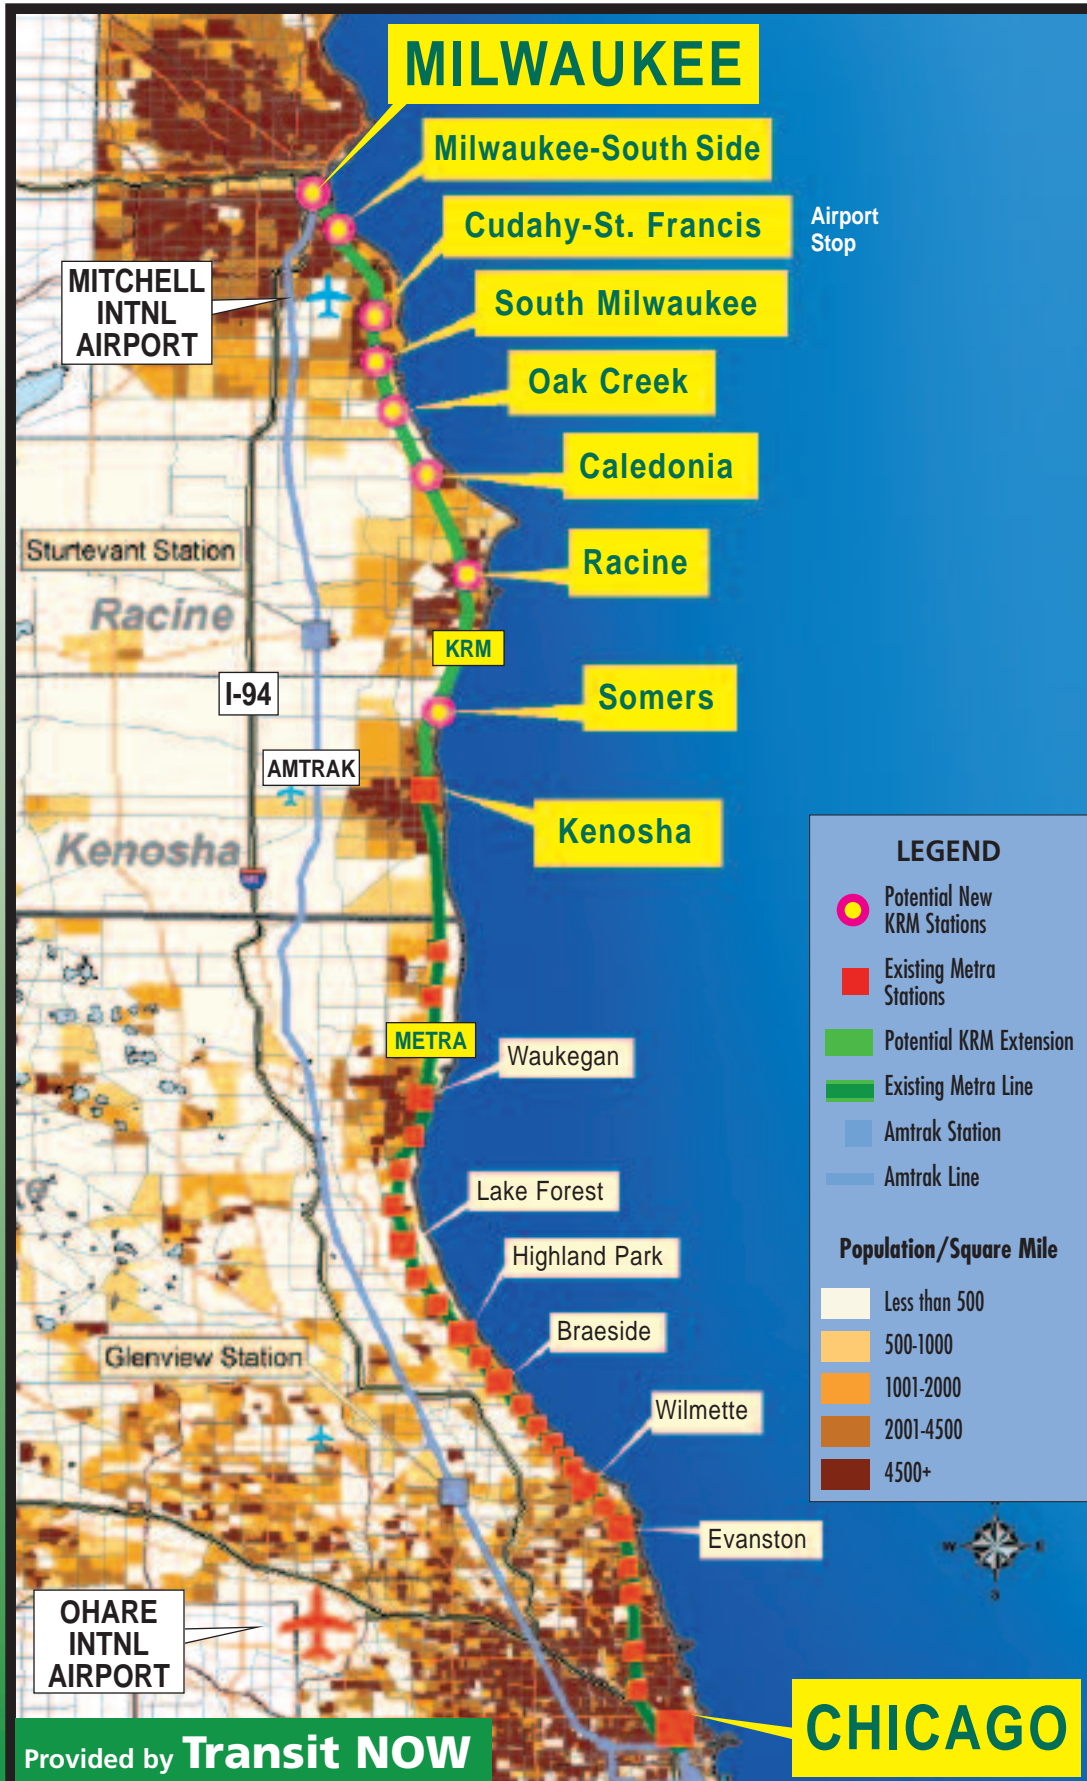 MILWAUKEE
Milwaukee-South Side
Cudahy-St. Francis
Airport
Stop
MITCHELL
INTNL
AIRPORT
South Milwaukee
Oak Creek
Caledonia
Sturtevant Station
Racine
Racine
KRM
I-94
Somers
AMTRAK
Kenosha
Kenosha
METRA
Waukegan
Lake Forest
Highland Park
Braeside
Glenview Station
Wilmette
Evanston
LEGEND
Potential New
KRM Stations
Existing Metra
Stations
Potential KRM Extension
Existing Metra Line
Amtrak Station
Amtrak Line
Population/Square Mile
Less than 500
500-1000
1001-2000
2001-4500
4500+
W E
S
OHARE
INTNL
AIRPORT
CHICAGO
Provided by Transit NOW